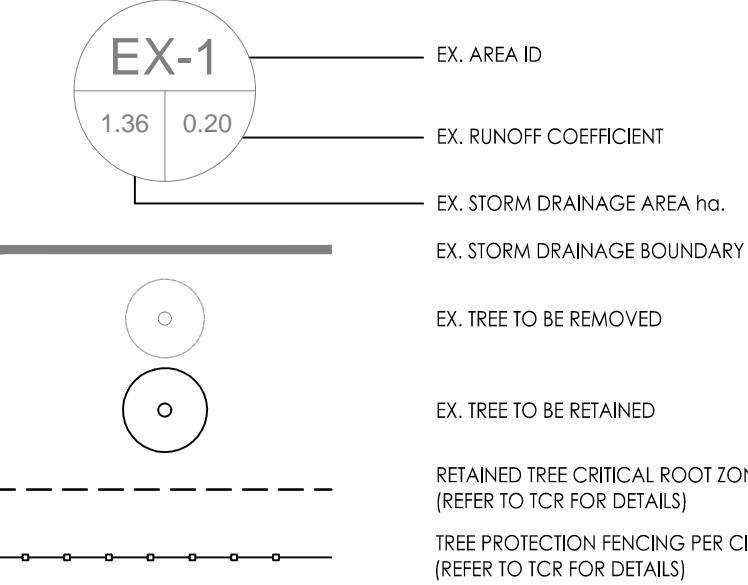 EX-1
1.36 0.20
EX. AREA ID
EX. RUNOFF COEFFICIENT
EX. STORM DRAINAGE AREA ha.
EX. STORM DRAINAGE BOUNDARY
EX. TREE TO BE REMOVED
EX. TREE TO BE RETAINED
RETAINED TREE CRITICAL ROOT
(REFER TO TCR FOR DETAILS)
TREE PROTECTION FENCING PER
(REFER TO TCR FOR DETAILS)